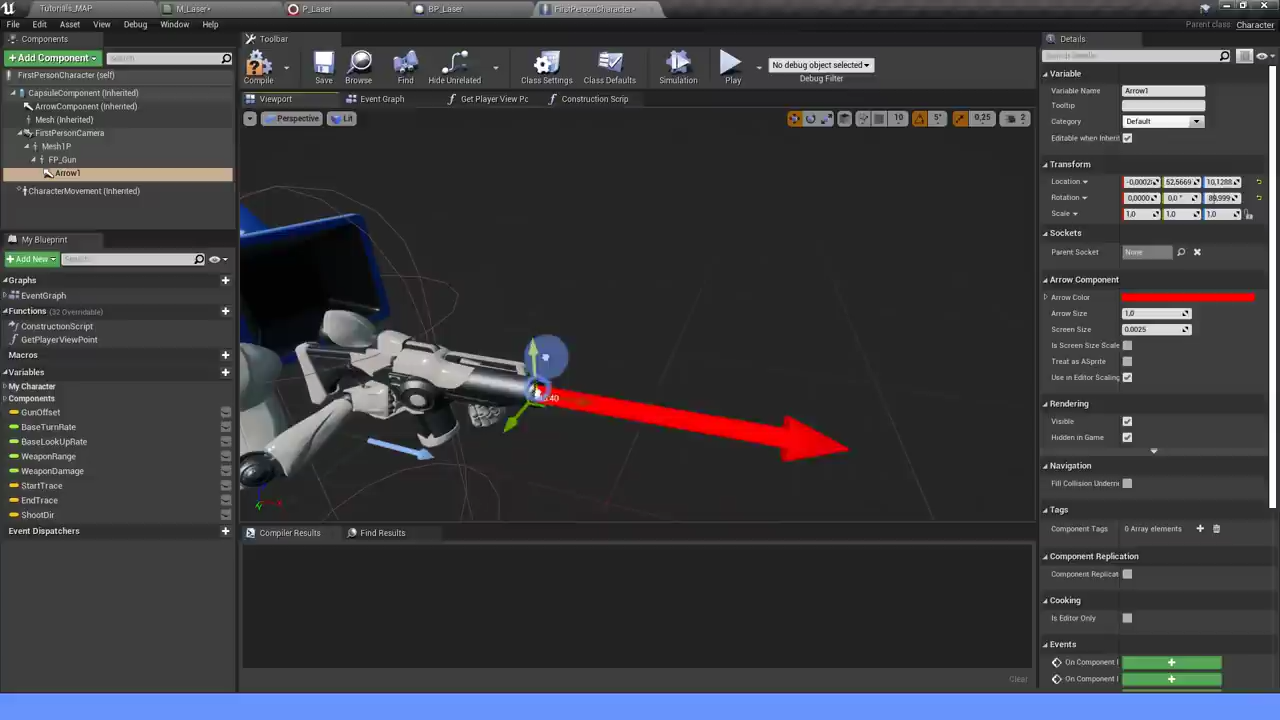 Tutorials_MAP
M_Laser*
P_Laser
BP_Laser
FirstPersonCharacter*
File Edit Asset View Debug Window Help
Parent class: Character
Components
+ Add Component
FirstPersonCharacter (self)
CapsuleComponent (Inherited)
ArrowComponent (Inherited)
Mesh (Inherited)
FirstPersonCamera
Mesh1P
FP_Gun
Arrow1
CharacterMovement (Inherited)
My Blueprint
+ Add New
Graphs
EventGraph
Functions (32 Overridable)
ConstructionScript
GetPlayerViewPoint
Macros
Variables
My Character
Components
GunOffset
BaseTurnRate
BaseLookUpRate
WeaponRange
WeaponDamage
StartTrace
EndTrace
ShootDir
Event Dispatchers
Toolbar
Compile
Save
Browse
Find
Hide Unrelated
Class Settings
Class Defaults
Simulation
Play
No debug object selected
Debug Filter
Viewport
Event Graph
Get Player View Pc
Construction Scrip
Perspective
Lit
10
5°
0,25
2
Compiler Results
Find Results
Clear
Details
Variable
Variable Name Arrow1
Tooltip
Category Default
Editable when Inherit
Transform
Location -0,0002 52,5669 10,1288
Rotation 0,0000 0,0 ° 89,999
Scale 1,0 1,0 1,0
Sockets
Parent Socket None
Arrow Component
Arrow Color
Arrow Size 1,0
Screen Size 0,0025
Is Screen Size Scale
Treat as ASprite
Use in Editor Scaling
Rendering
Visible
Hidden in Game
Navigation
Fill Collision Undern
Tags
Component Tags 0 Array elements
Component Replication
Component Replicat
Cooking
Is Editor Only
Events
On Component
On Component